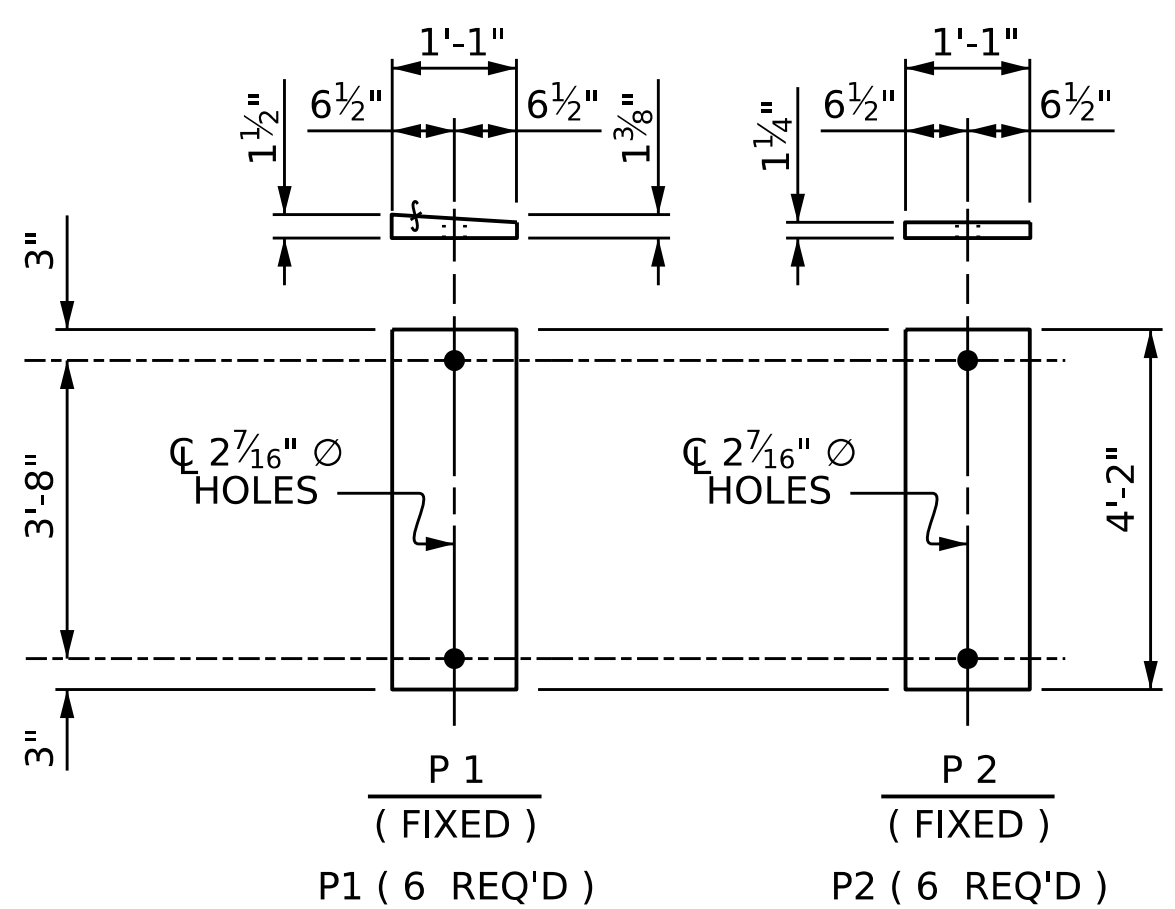 1'-1"
1'-1"
6½"
6½"
6½"
6½"
1½"
1⅜"
1¼"
3"
3'-8"
3"
℄ 2⁷⁄₁₆" ∅
HOLES
℄ 2⁷⁄₁₆" ∅
HOLES
4'-2"
P 1
( FIXED )
P1 ( 6 REQ'D )
P 2
( FIXED )
P2 ( 6 REQ'D )